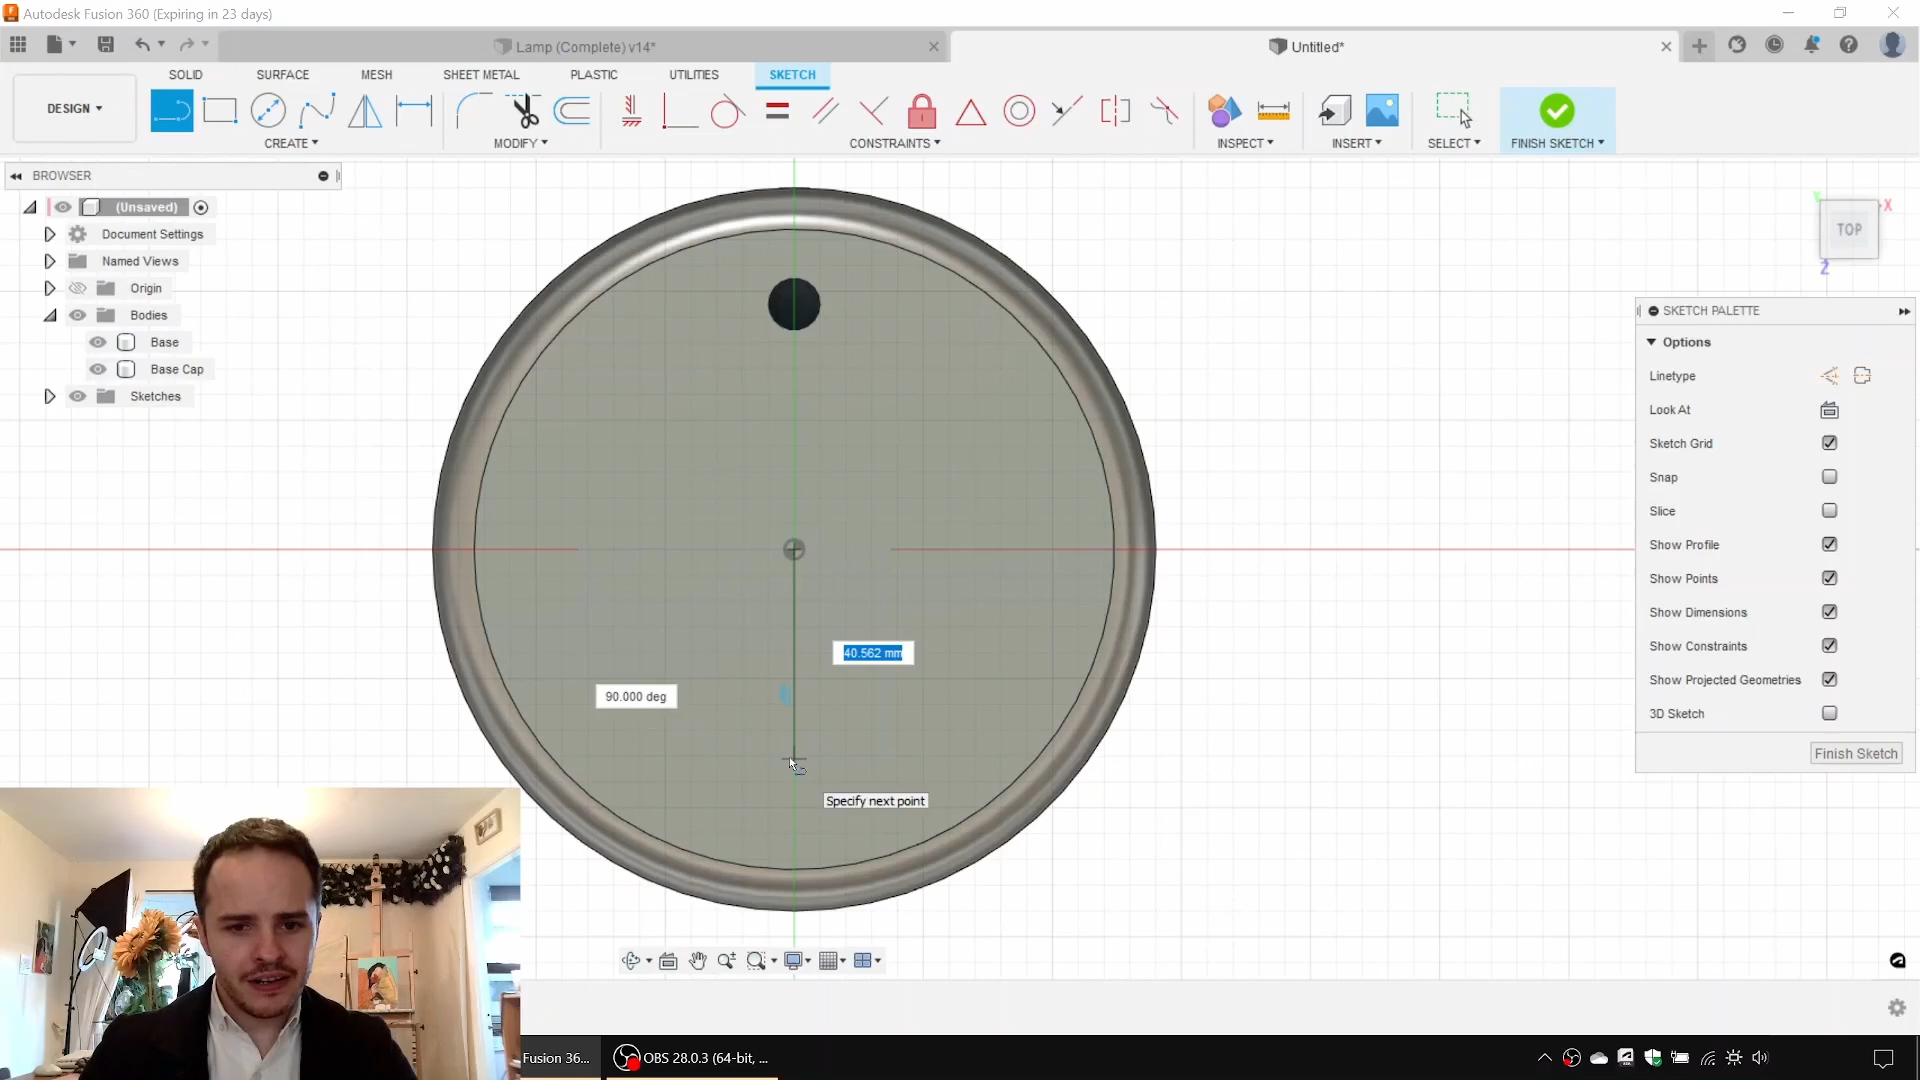 Autodesk Fusion 360 (Expiring in 23 days)
Lamp (Complete) v14*
Untitled*
DESIGN
SOLID
SURFACE
MESH
SHEET METAL
PLASTIC
UTILITIES
SKETCH
CREATE
MODIFY
CONSTRAINTS
INSPECT
INSERT
SELECT
FINISH SKETCH
BROWSER
(Unsaved)
Document Settings
Named Views
Origin
Bodies
Base
Base Cap
Sketches
Y
X
TOP
Z
SKETCH PALETTE
Options
Linetype
Look At
Sketch Grid
Snap
Slice
Show Profile
Show Points
Show Dimensions
Show Constraints
Show Projected Geometries
3D Sketch
Finish Sketch
40.562 mm
90.000 deg
Specify next point
Fusion 36...
OBS 28.0.3 (64-bit, ...